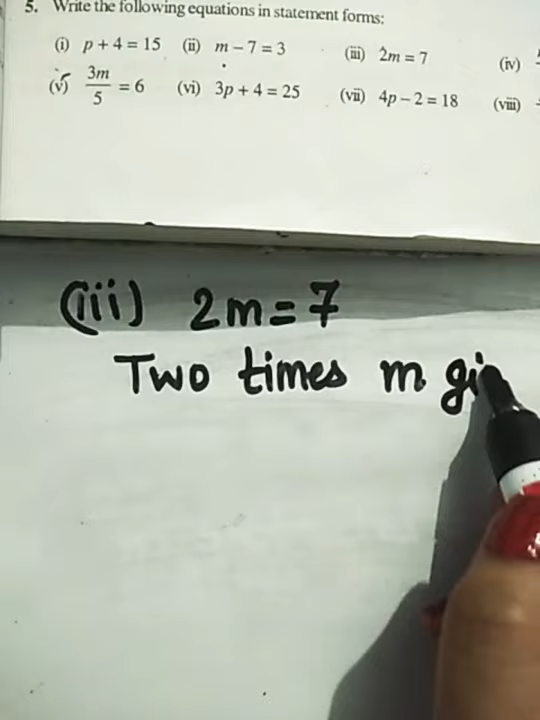 5. Write the following equations in statement forms:
(i) p + 4 = 15 (ii) m − 7 = 3 (iii) 2m = 7 (iv)
(v) 3m/5 = 6 (vi) 3p + 4 = 25 (vii) 4p − 2 = 18 (viii)
(iii) 2m = 7
Two times m gi